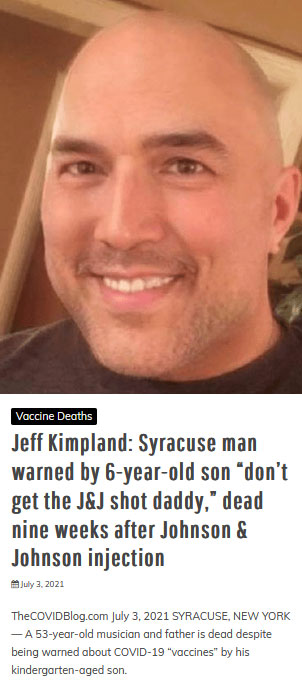 Vaccine Deaths
Jeff Kimpland: Syracuse man
warned by 6-year-old son “don’t
get the J&J shot daddy,” dead
nine weeks after Johnson &
Johnson injection
July 3, 2021
TheCOVIDBlog.com July 3, 2021 SYRACUSE, NEW YORK
— A 53-year-old musician and father is dead despite
being warned about COVID-19 “vaccines” by his
kindergarten-aged son.